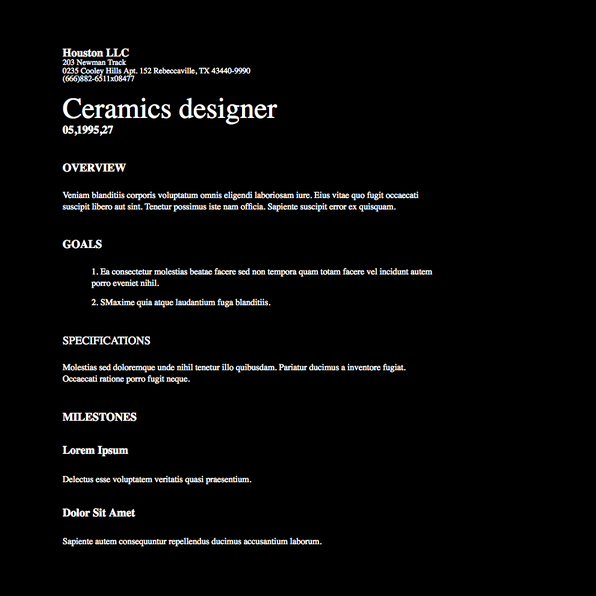 Houston LLC
203 Newman Track
0235 Cooley Hills Apt. 152 Rebeccaville, TX 43440-9990
(666)882-6511x08477
Ceramics designer
05,1995,27
OVERVIEW
Veniam blanditiis corporis voluptatum omnis eligendi laboriosam iure. Eius vitae quo fugit occaecati
suscipit libero aut sint. Tenetur possimus iste nam officia. Sapiente suscipit error ex quisquam.
GOALS
1. Ea consectetur molestias beatae facere sed non tempora quam totam facere vel incidunt autem
porro eveniet nihil.
2. SMaxime quia atque laudantium fuga blanditiis.
SPECIFICATIONS
Molestias sed doloremque unde nihil tenetur illo quibusdam. Pariatur ducimus a inventore fugiat.
Occaecati ratione porro fugit neque.
MILESTONES
Lorem Ipsum
Delectus esse voluptatem veritatis quasi praesentium.
Dolor Sit Amet
Sapiente autem consequuntur repellendus ducimus accusantium laborum.